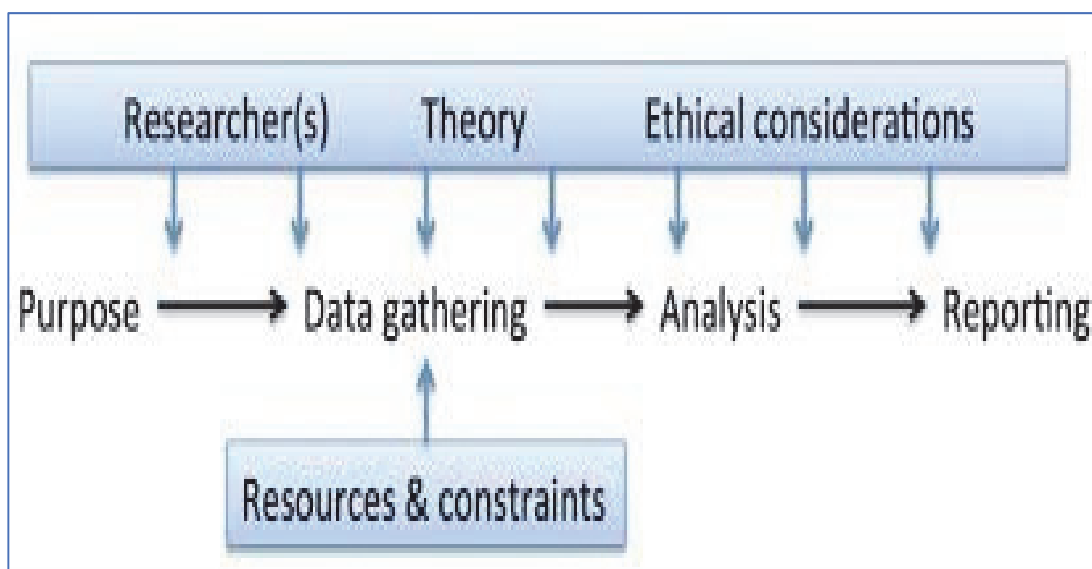 Researcher(s) Theory Ethical considerations
Purpose Data gathering Analysis Reporting
Resources & constraints